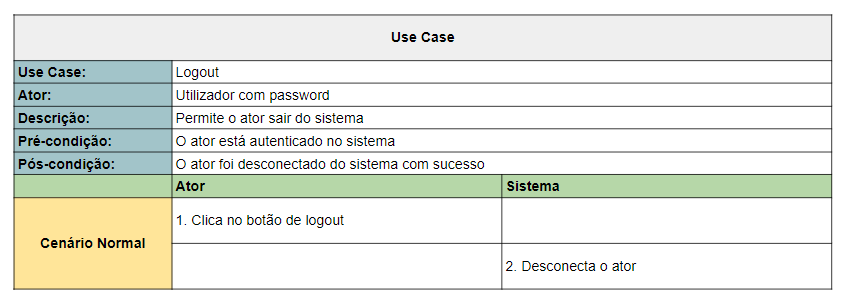 Use Case
Use Case: Logout
Ator: Utilizador com password
Descrição: Permite o ator sair do sistema
Pré-condição: O ator está autenticado no sistema
Pós-condição: O ator foi desconectado do sistema com sucesso
Ator Sistema
Cenário Normal
1. Clica no botão de logout
2. Desconecta o ator